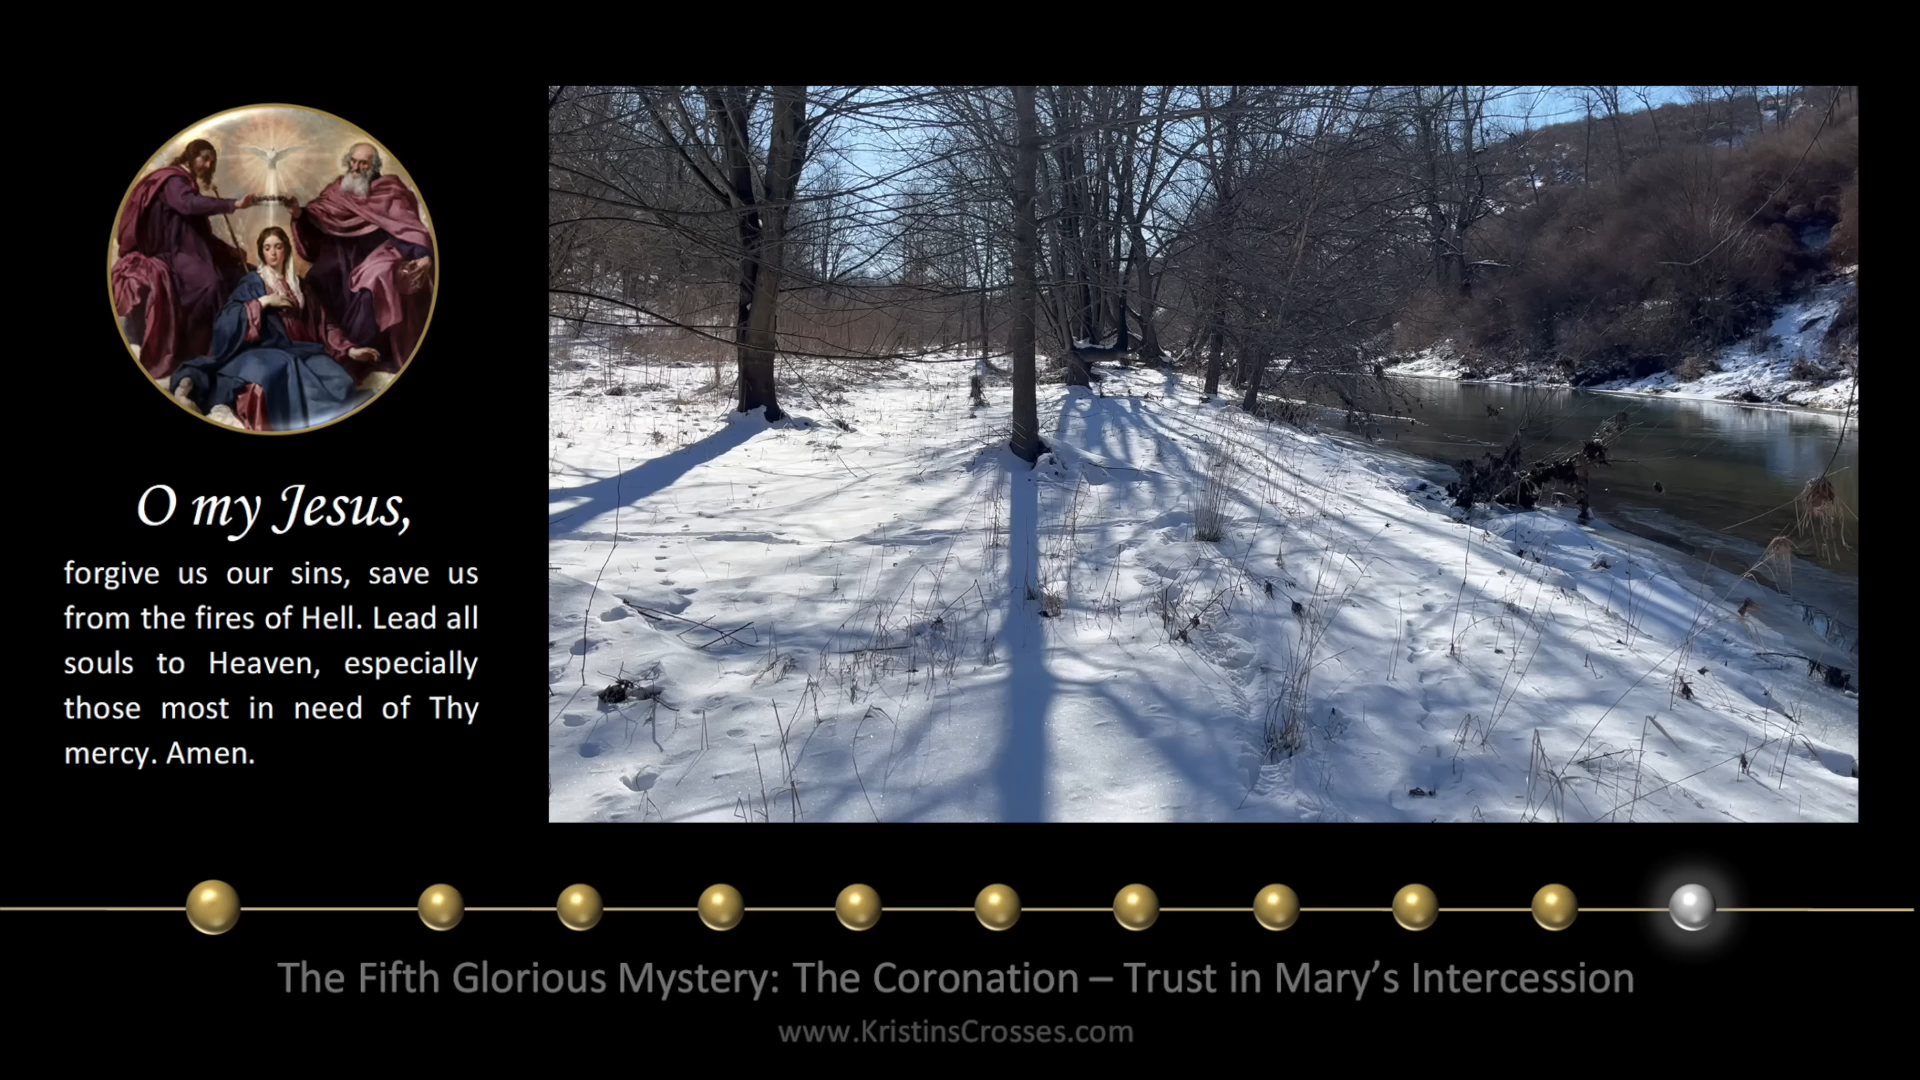 O my Jesus,
forgive us our sins, save us
from the fires of Hell. Lead all
souls to Heaven, especially
those most in need of Thy
mercy. Amen.
The Fifth Glorious Mystery: The Coronation – Trust in Mary’s Intercession
www.KristinsCrosses.com